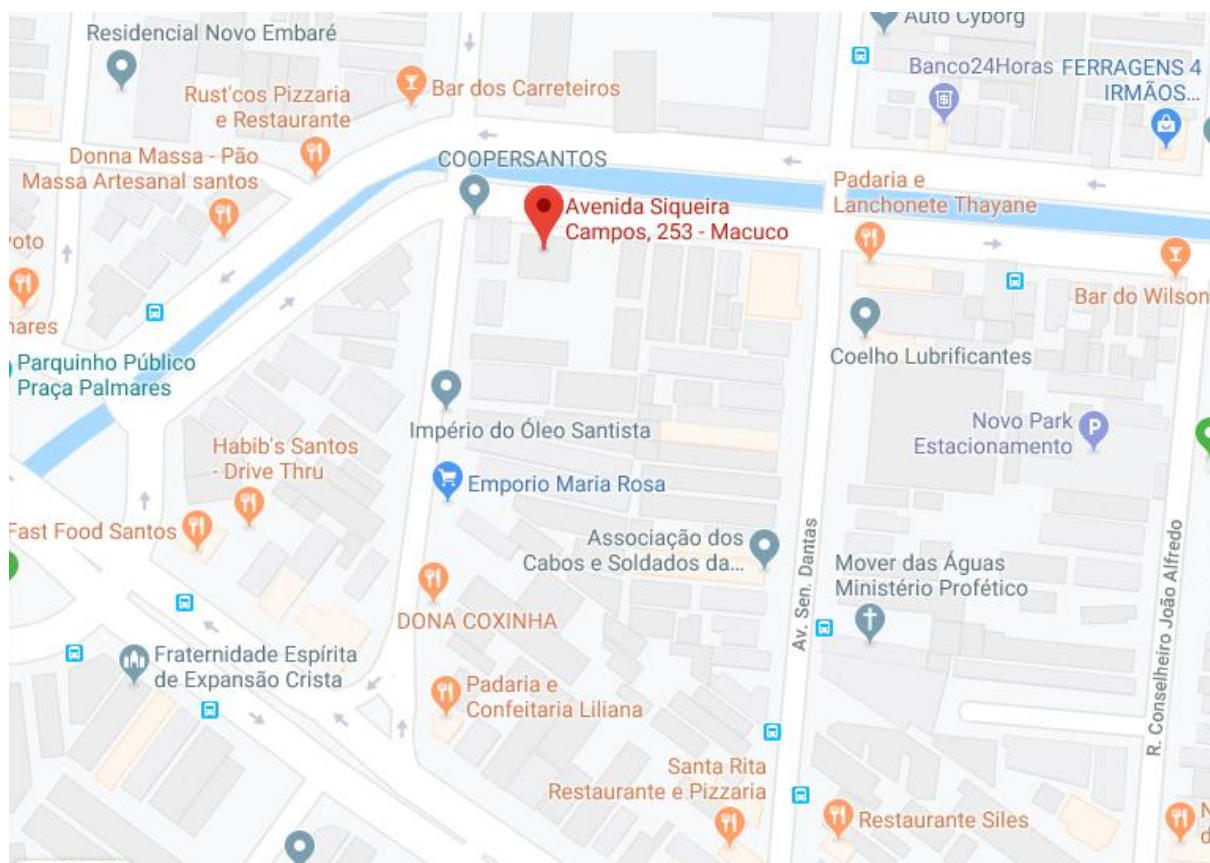 Auto Cyborg
Residencial Novo Embaré
Banco24Horas
FERRAGENS 4
IRMÃOS...
Bar dos Carreteiros
Rust'cos Pizzaria
e Restaurante
Donna Massa - Pão
Massa Artesanal santos
COOPERSANTOS
Padaria e
Lanchonete Thayane
Avenida Siqueira
Campos, 253 - Macuco
Bar do Wilson
Parquinho Público
Praça Palmares
Coelho Lubrificantes
Império do Óleo Santista
Novo Park
Estacionamento
P
Habib's Santos
- Drive Thru
Emporio Maria Rosa
Fast Food Santos
Associação dos
Cabos e Soldados da...
Av. Sen. Dantas
Mover das Águas
Ministério Profético
R. Conselheiro João Alfredo
DONA COXINHA
Fraternidade Espírita
de Expansão Crista
Padaria e
Confeitaria Liliana
Santa Rita
Restaurante e Pizzaria
Restaurante Siles